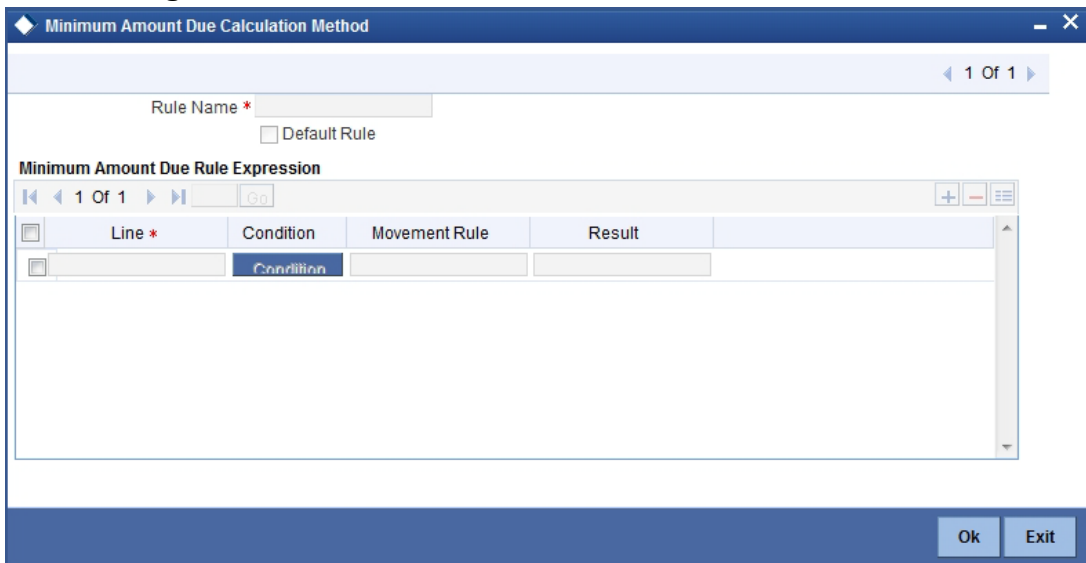 Minimum Amount Due Calculation Method
1 Of 1
Rule Name *
Default Rule
Minimum Amount Due Rule Expression
1 Of 1 Go
Line * Condition Movement Rule Result
Condition
Ok Exit